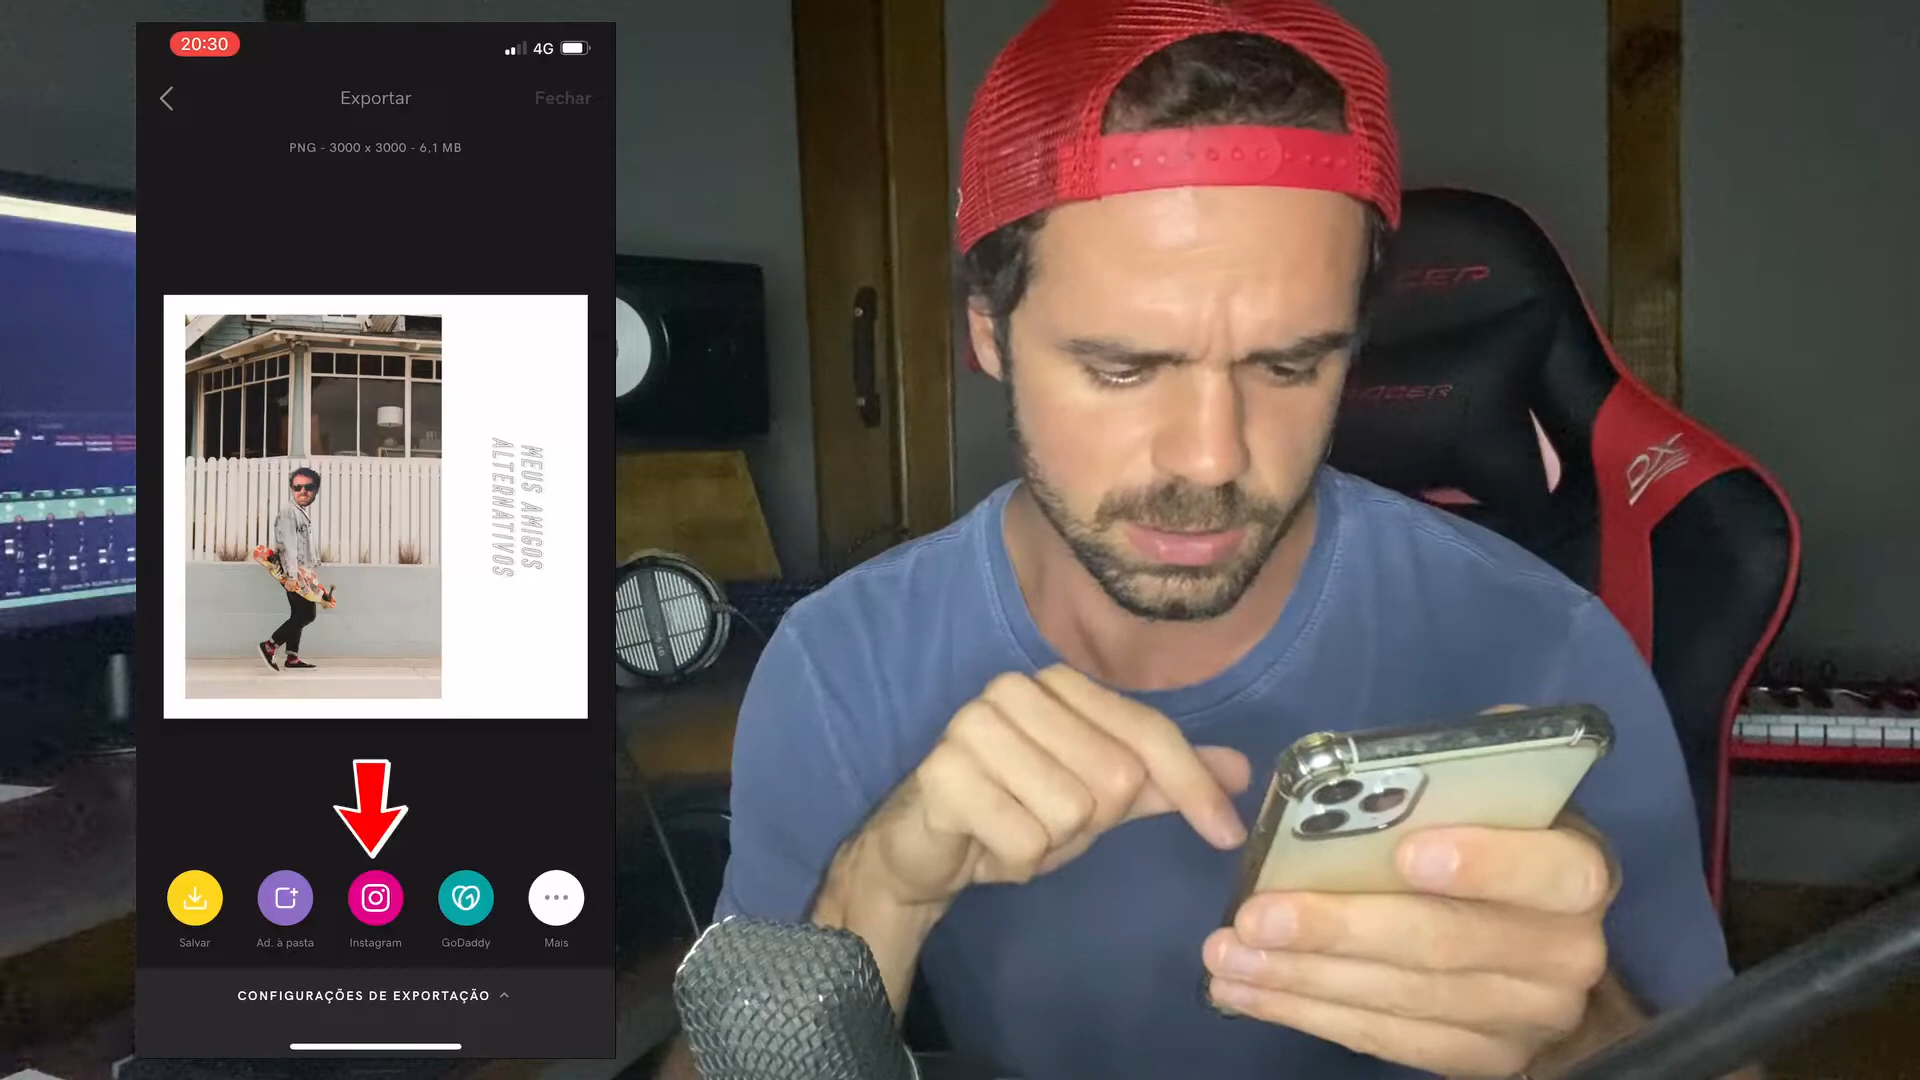 20:30
4G
Exportar
Fechar
PNG - 3000 x 3000 - 6,1 MB
MEUS AMIGOS
ALTERNATIVOS
Salvar
Ad. à pasta
Instagram
GoDaddy
Mais
CONFIGURAÇÕES DE EXPORTAÇÃO
DX